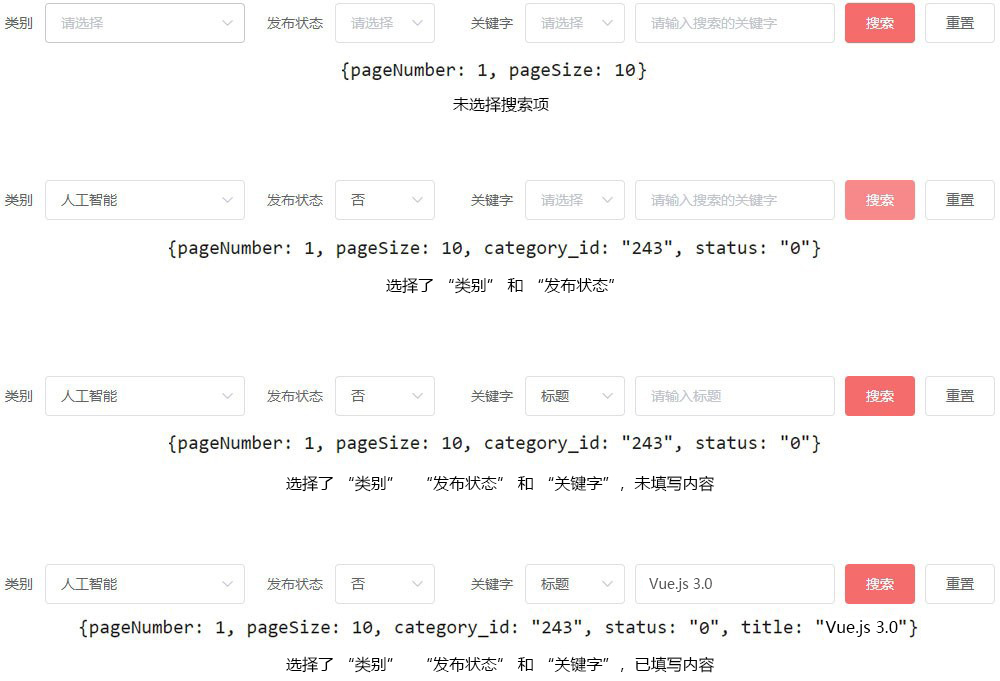 类别 请选择 发布状态 请选择 关键字 请选择 请输入搜索的关键字 搜索 重置
{pageNumber: 1, pageSize: 10}
未选择搜索项
类别 人工智能 发布状态 否 关键字 请选择 请输入搜索的关键字 搜索 重置
{pageNumber: 1, pageSize: 10, category_id: "243", status: "0"}
选择了 “类别” 和 “发布状态”
类别 人工智能 发布状态 否 关键字 标题 请输入标题 搜索 重置
{pageNumber: 1, pageSize: 10, category_id: "243", status: "0"}
选择了 “类别” “发布状态” 和 “关键字”，未填写内容
类别 人工智能 发布状态 否 关键字 标题 Vue.js 3.0 搜索 重置
{pageNumber: 1, pageSize: 10, category_id: "243", status: "0", title: "Vue.js 3.0"}
选择了 “类别” “发布状态” 和 “关键字”，已填写内容